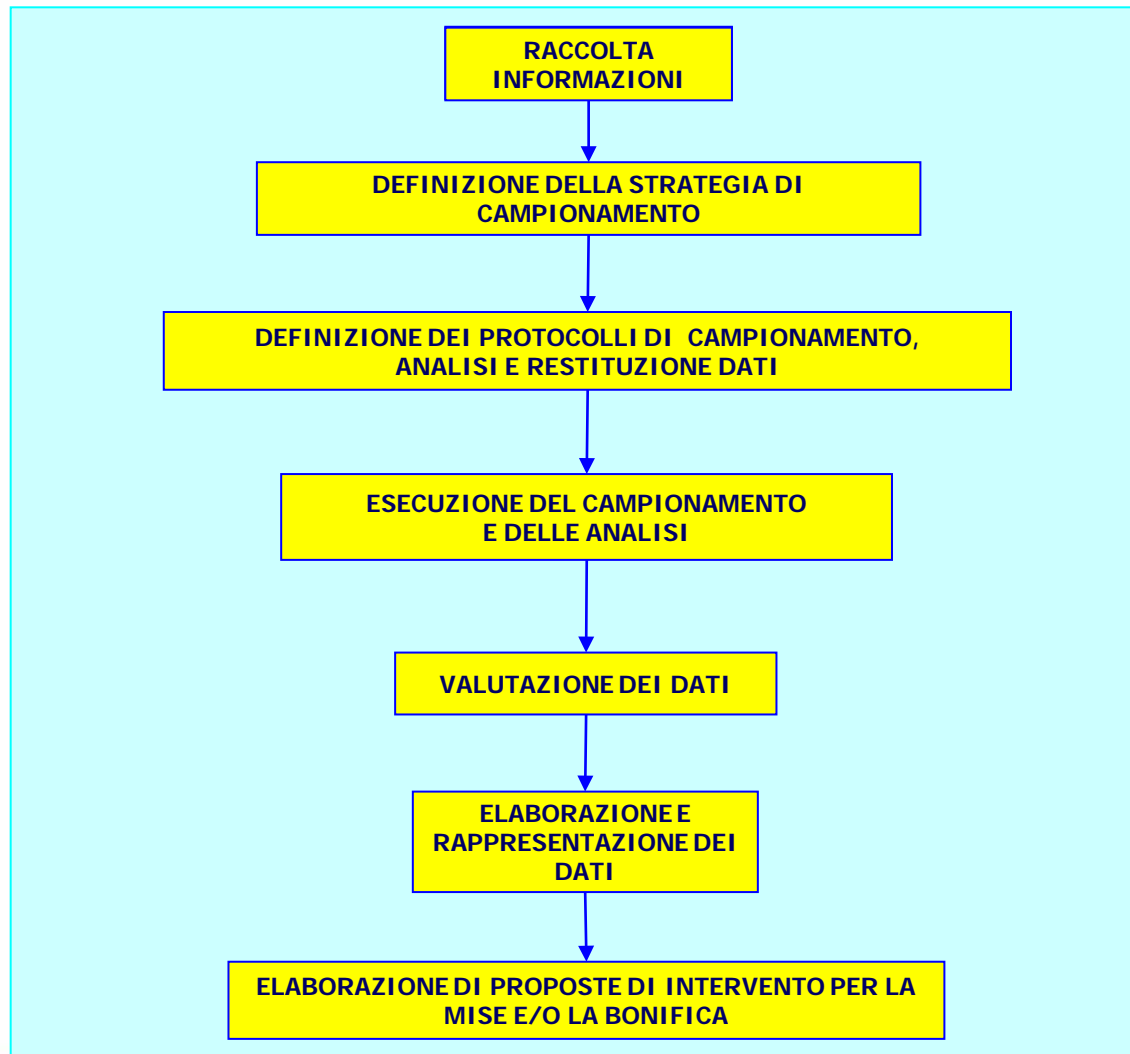 RACCOLTA
INFORMAZIONI
DEFINIZIONE DELLA STRATEGIA DI
CAMPIONAMENTO
DEFINIZIONE DEI PROTOCOLLI DI CAMPIONAMENTO,
ANALISI E RESTITUZIONE DATI
ESECUZIONE DEL CAMPIONAMENTO
E DELLE ANALISI
VALUTAZIONE DEI DATI
ELABORAZIONE E
RAPPRESENTAZIONE DEI
DATI
ELABORAZIONE DI PROPOSTE DI INTERVENTO PER LA
MISE E/O LA BONIFICA